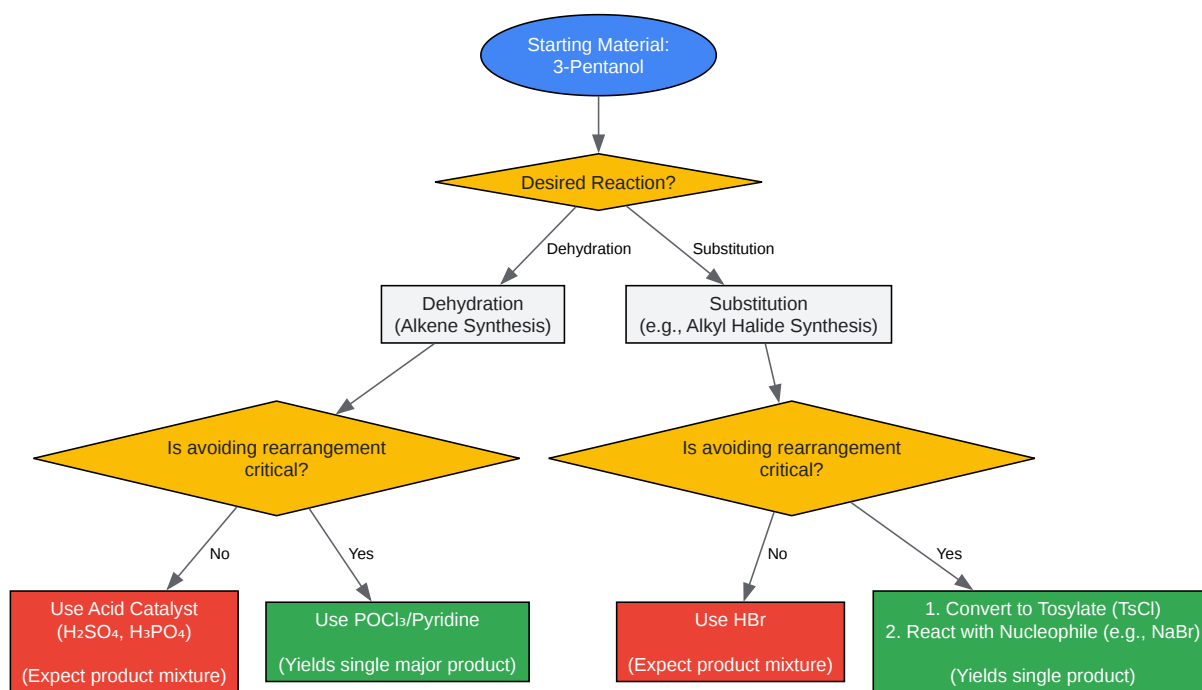 Starting Material:
3-Pentanol
Desired Reaction?
Dehydration
Substitution
Dehydration
(Alkene Synthesis)
Substitution
(e.g., Alkyl Halide Synthesis)
Is avoiding rearrangement
critical?
Is avoiding rearrangement
critical?
No
Yes
No
Yes
Use Acid Catalyst
(H₂SO₄, H₃PO₄)
(Expect product mixture)
Use POCl₃/Pyridine
(Yields single major product)
Use HBr
(Expect product mixture)
1. Convert to Tosylate (TsCl)
2. React with Nucleophile (e.g., NaBr)
(Yields single product)